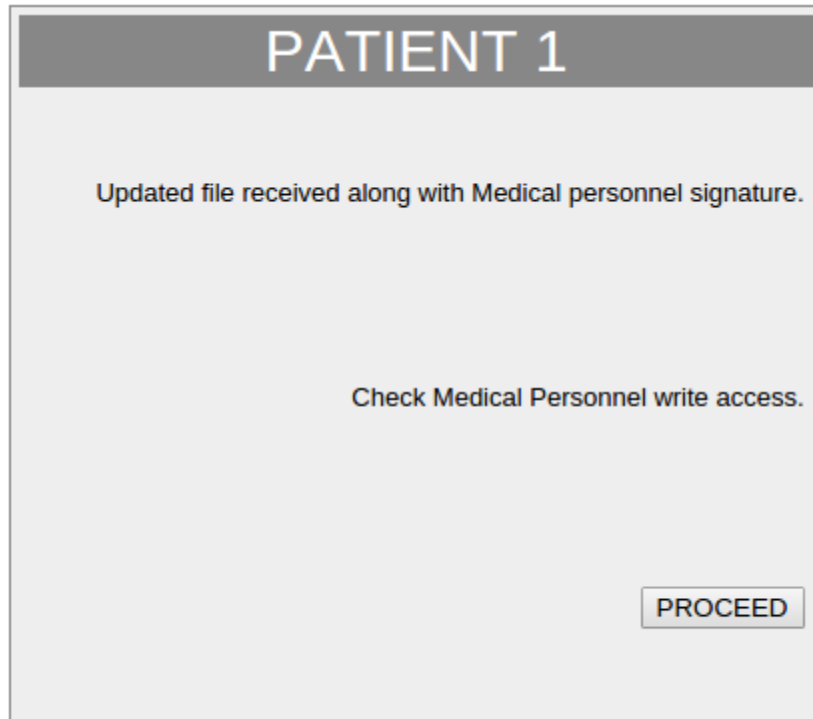 PATIENT 1
Updated file received along with Medical personnel signature.
Check Medical Personnel write access.
PROCEED